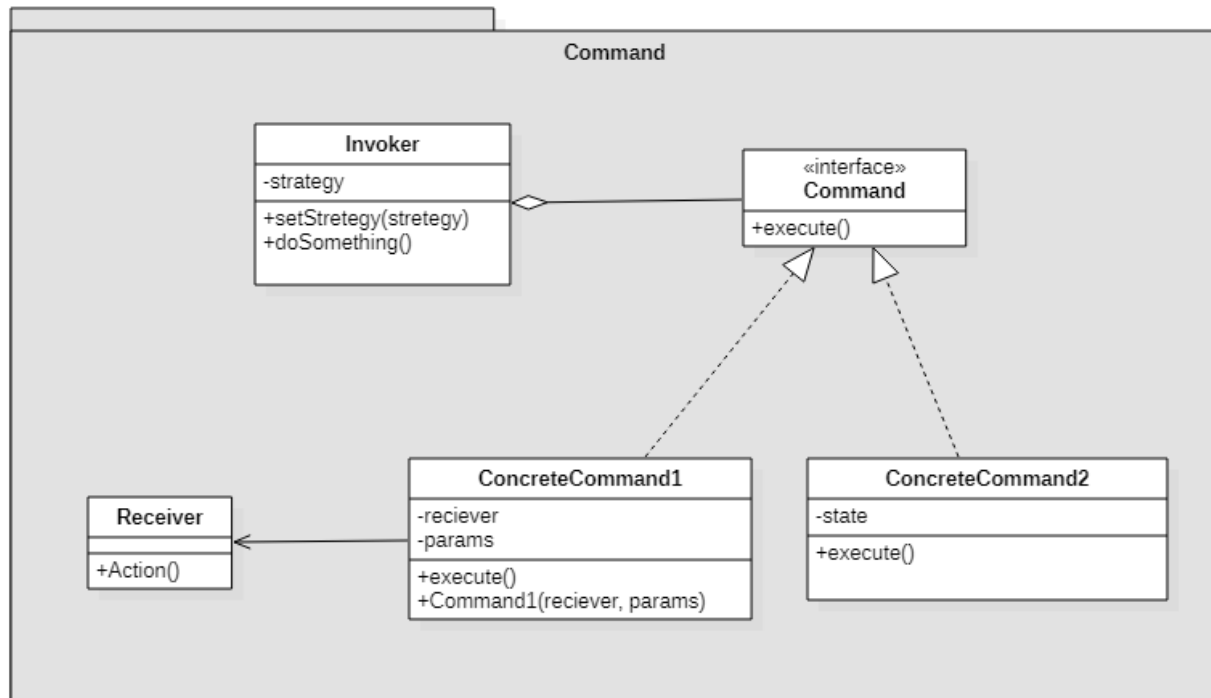 Command
Invoker
-strategy
+setStretegy(stretegy)
+doSomething()
«interface»
Command
+execute()
Receiver
+Action()
ConcreteCommand1
-reciever
-params
+execute()
+Command1(reciever, params)
ConcreteCommand2
-state
+execute()